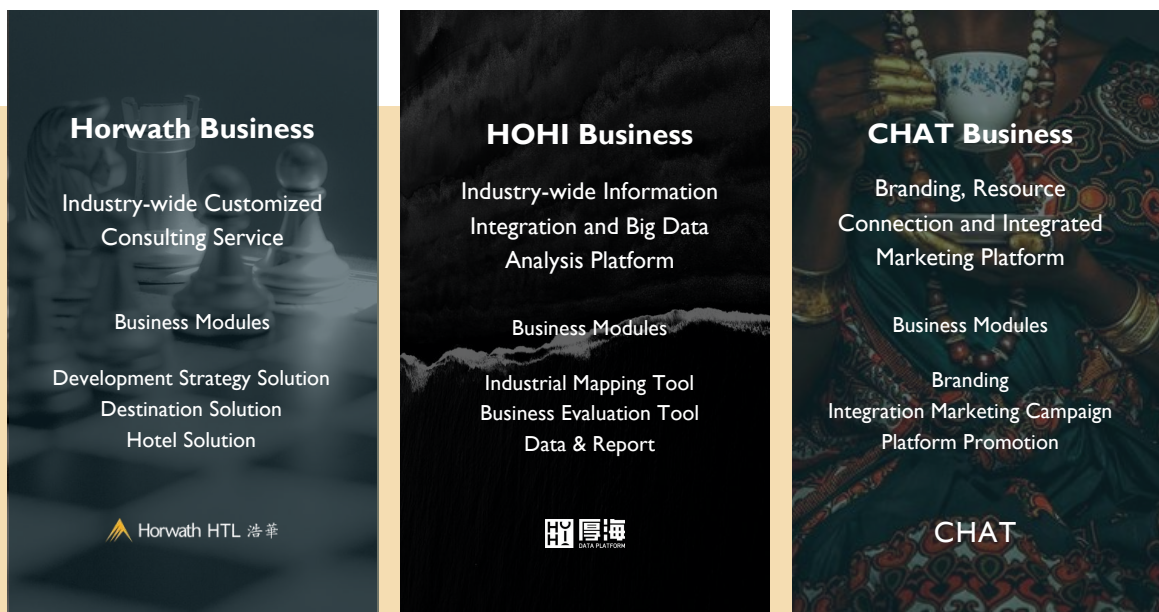 Horwath Business
Industry-wide Customized
Consulting Service
Business Modules
Development Strategy Solution
Destination Solution
Hotel Solution
Horwath HTL 浩華
HOHI Business
Industry-wide Information
Integration and Big Data
Analysis Platform
Business Modules
Industrial Mapping Tool
Business Evaluation Tool
Data & Report
HOHI 厚海
DATA PLATFORM
CHAT Business
Branding, Resource
Connection and Integrated
Marketing Platform
Business Modules
Branding
Integration Marketing Campaign
Platform Promotion
CHAT